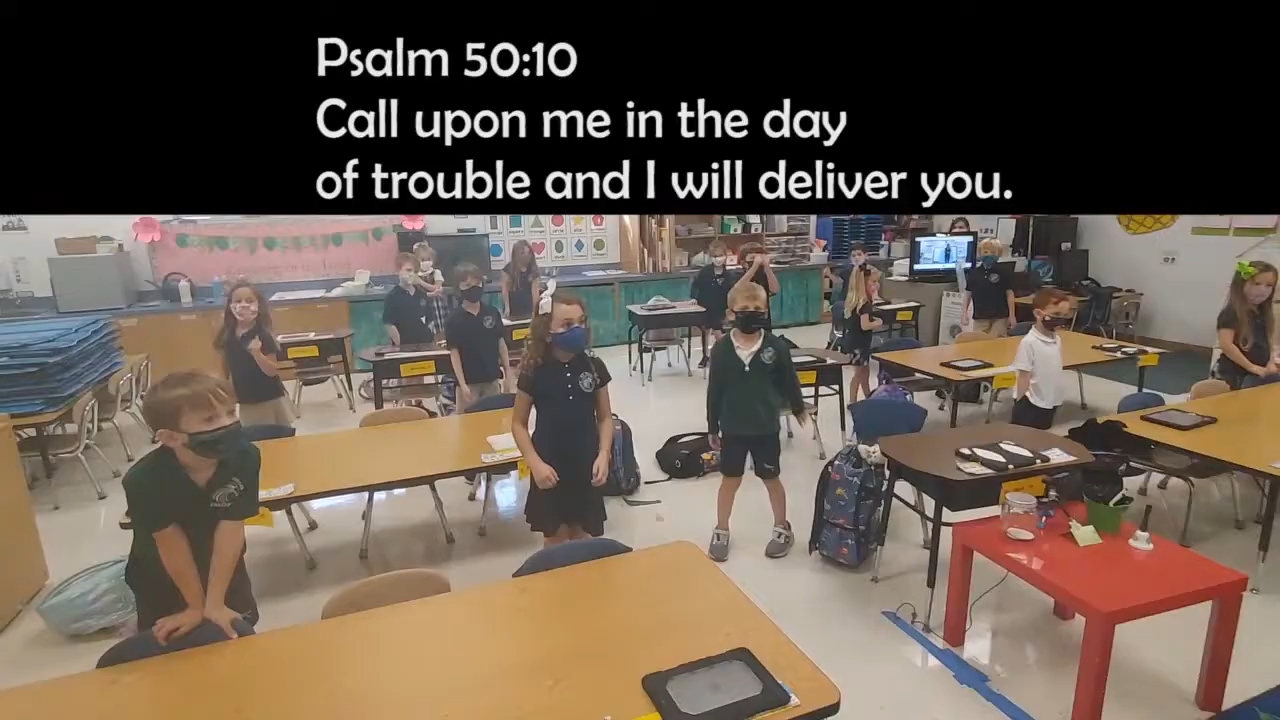 Psalm 50:10
Call upon me in the day
of trouble and I will deliver you.